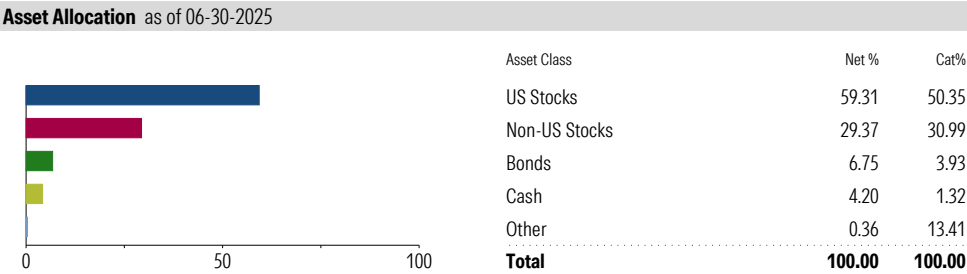 Asset Allocation as of 06-30-2025
Asset Class Net % Cat%
US Stocks 59.31 50.35
Non-US Stocks 29.37 30.99
Bonds 6.75 3.93
Cash 4.20 1.32
Other 0.36 13.41
0 50 100
Total 100.00 100.00